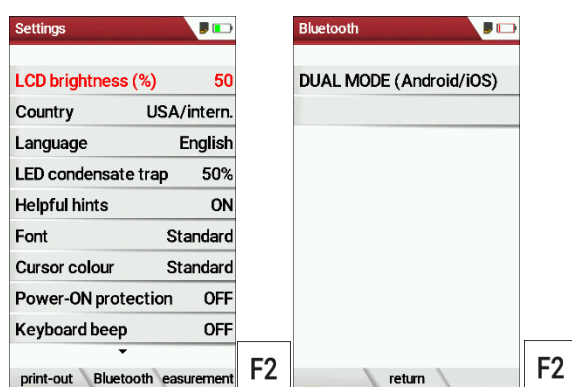 Settings
LCD brightness (%) 50
Country USA/intern.
Language English
LED condensate trap 50%
Helpful hints ON
Font Standard
Cursor colour Standard
Power-ON protection OFF
Keyboard beep OFF
print-out Bluetooth easurement
F2
Bluetooth
DUAL MODE (Android/iOS)
return
F2